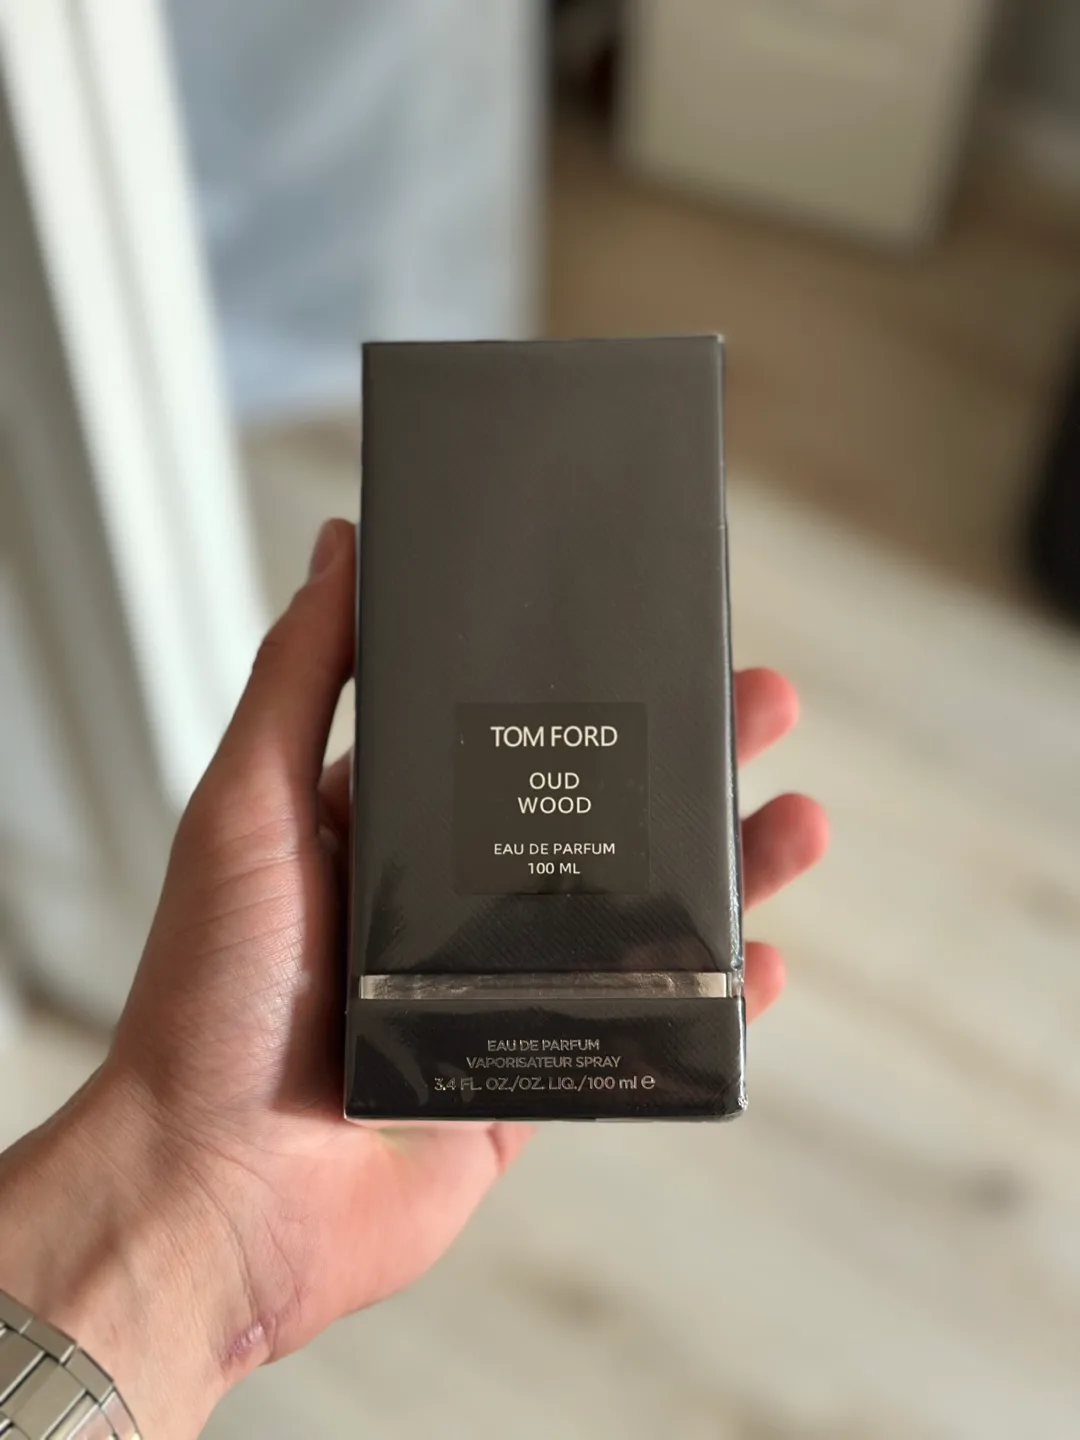 TOM FORD
OUD
WOOD
EAU DE PARFUM
100 ML
EAU DE PARFUM
VAPORISATEUR SPRAY
3.4 FL. OZ./OZ. LIQ./100 ml ℮